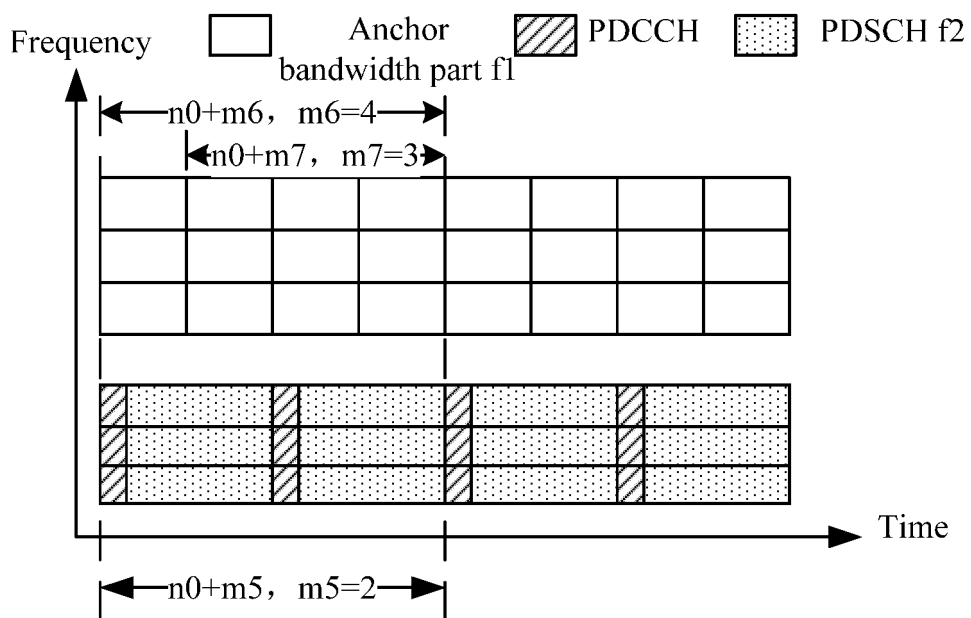 Frequency
Anchor
bandwidth part f1
PDCCH
PDSCH f2
n0+m6, m6=4
n0+m7, m7=3
Time
n0+m5, m5=2